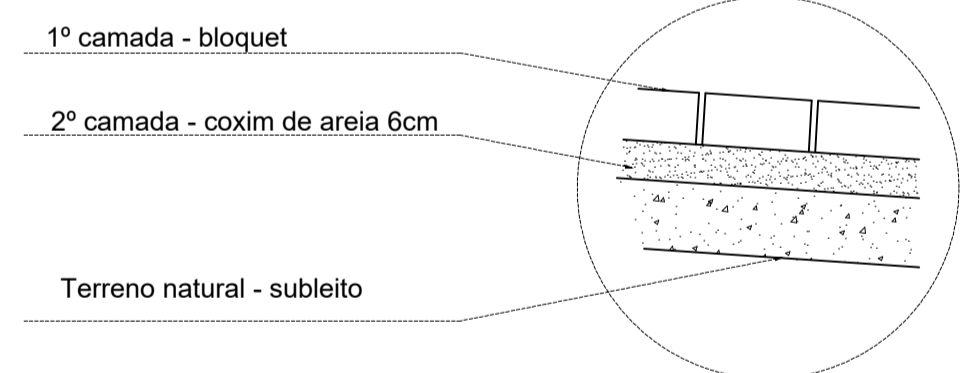 1º camada - bloquet
2º camada - coxim de areia 6cm
Terreno natural - subleito